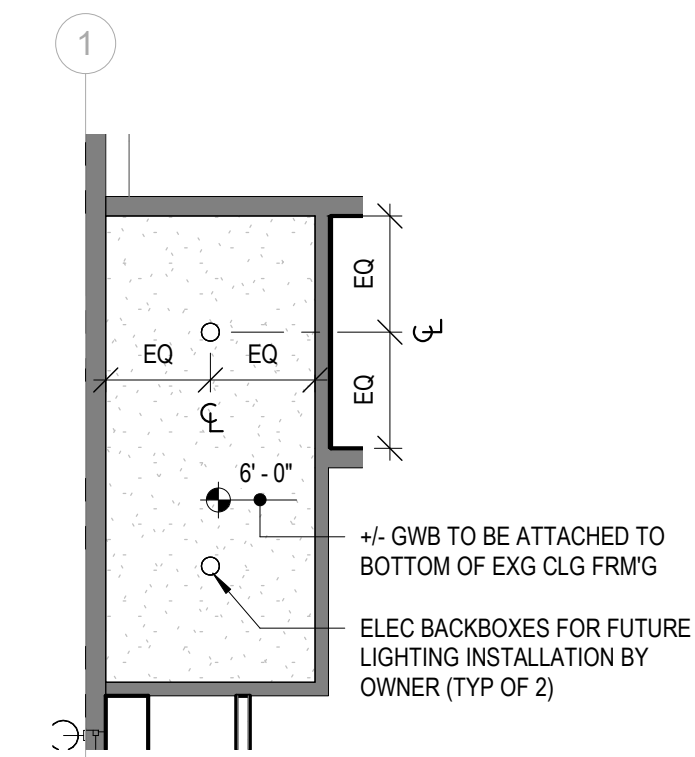 1
EQ
EQ EQ
EQ
℄
℄
6' - 0"
+/- GWB TO BE ATTACHED TO
BOTTOM OF EXG CLG FRM'G
ELEC BACKBOXES FOR FUTURE
LIGHTING INSTALLATION BY
OWNER (TYP OF 2)